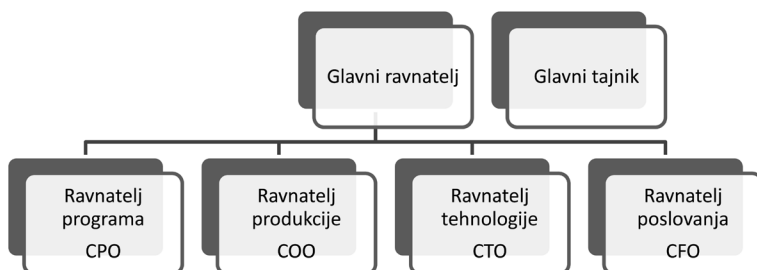 Glavni ravnatelj
Glavni tajnik
Ravnatelj
programa
CPO
Ravnatelj
produkcije
COO
Ravnatelj
tehnologije
CTO
Ravnatelj
poslovanja
CFO